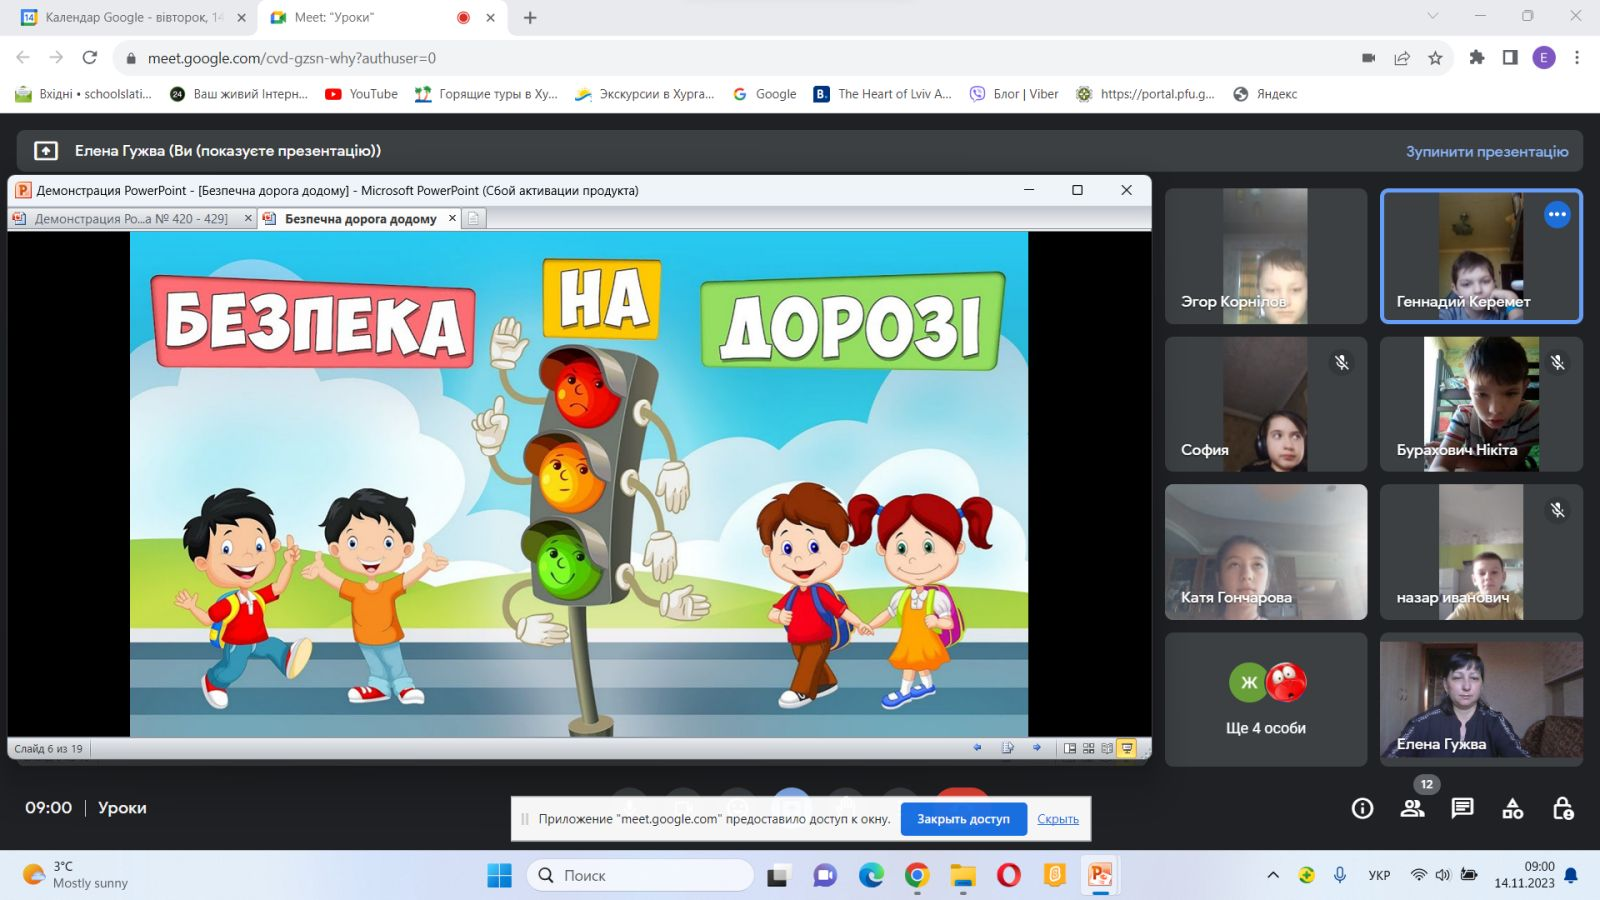 Календар Google - вівторок, 14
Meet: "Уроки"
meet.google.com/cvd-gzsn-why?authuser=0
E
Вхідні • schoolslati...
24
Ваш живий Інтерн...
YouTube
Горящие туры в Ху...
Экскурсии в Хурга...
Google
B.
The Heart of Lviv A...
Блог | Viber
https://portal.pfu.g...
Яндекс
Елена Гужва (Ви (показуєте презентацію))
Зупинити презентацію
Демонстрация PowerPoint - [Безпечна дорога додому] - Microsoft PowerPoint (Сбой активации продукта)
Демонстрация Po...а № 420 - 429]
Безпечна дорога додому
БЕЗПЕКА НА ДОРОЗІ
Эгор Корнілов
Геннадий Керемет
София
Бурахович Нікіта
Катя Гончарова
назар иванович
Ж
Ще 4 особи
Елена Гужва
Слайд 6 из 19
09:00 | Уроки
12
Приложение "meet.google.com" предоставило доступ к окну.
Закрыть доступ
Скрыть
3°C
Mostly sunny
Поиск
УКР
09:00
14.11.2023